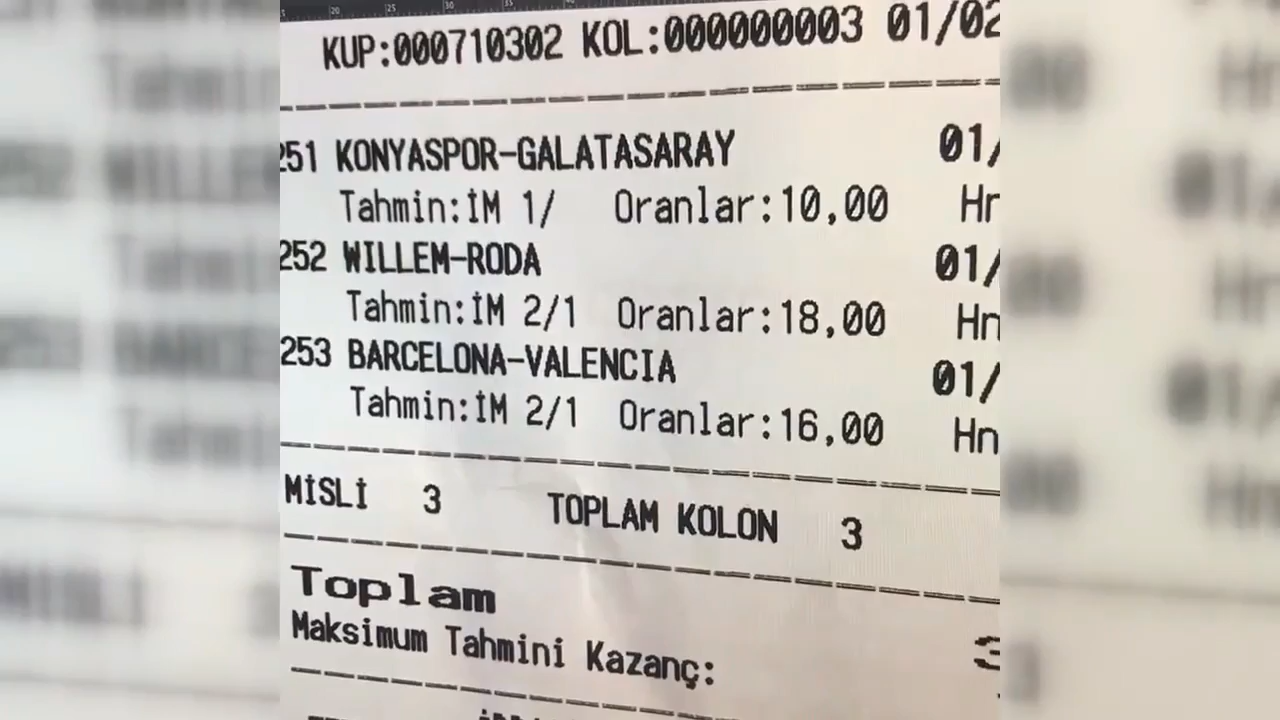 KUP:000710302 KOL:000000003 01/02
251 KONYASPOR-GALATASARAY 01/
Tahmin:İM 1/ Oranlar:10,00 Hn
252 WILLEM-RODA 01/
Tahmin:İM 2/1 Oranlar:18,00 Hn
253 BARCELONA-VALENCIA 01/
Tahmin:İM 2/1 Oranlar:16,00 Hn
MİSLİ 3 TOPLAM KOLON 3
Toplam
Maksimum Tahmini Kazanç: